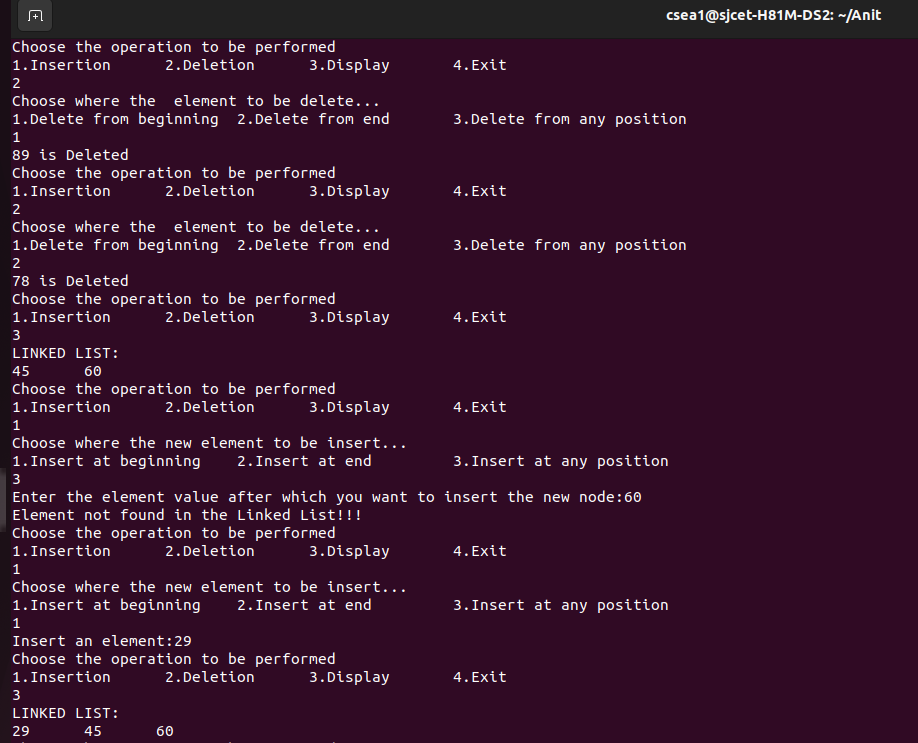 csea1@sjcet-H81M-DS2: ~/Anit
Choose the operation to be performed
1.Insertion 2.Deletion 3.Display 4.Exit
2
Choose where the  element to be delete...
1.Delete from beginning 2.Delete from end 3.Delete from any position
1
89 is Deleted
Choose the operation to be performed
1.Insertion 2.Deletion 3.Display 4.Exit
2
Choose where the  element to be delete...
1.Delete from beginning 2.Delete from end 3.Delete from any position
2
78 is Deleted
Choose the operation to be performed
1.Insertion 2.Deletion 3.Display 4.Exit
3
LINKED LIST:
45 60
Choose the operation to be performed
1.Insertion 2.Deletion 3.Display 4.Exit
1
Choose where the new element to be insert...
1.Insert at beginning 2.Insert at end 3.Insert at any position
3
Enter the element value after which you want to insert the new node:60
Element not found in the Linked List!!!
Choose the operation to be performed
1.Insertion 2.Deletion 3.Display 4.Exit
1
Choose where the new element to be insert...
1.Insert at beginning 2.Insert at end 3.Insert at any position
1
Insert an element:29
Choose the operation to be performed
1.Insertion 2.Deletion 3.Display 4.Exit
3
LINKED LIST:
29 45 60